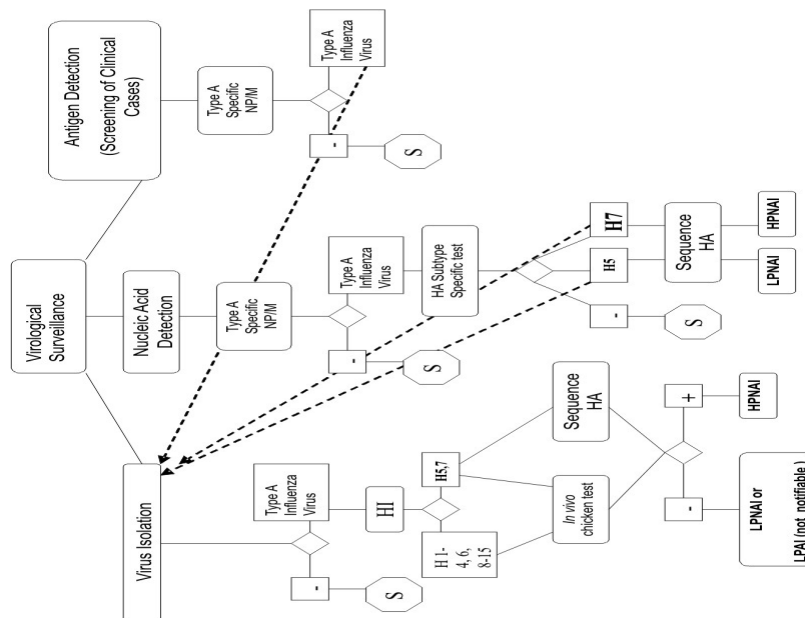 Virological
Surveillance
Antigen Detection
(Screening of Clinical
Cases)
Nucleic Acid
Detection
Virus Isolation
Type A
Specific
NP/M
Type A
Influenza
Virus
-
S
Type A
Specific
NP/M
Type A
Influenza
Virus
-
S
HA Subtype
Specific test
H7
H5
-
S
Sequence
HA
HPNAI
LPNAI
Type A
Influenza
Virus
-
S
HI
H5,7
H 1-
4, 6,
8-15
Sequence
HA
In vivo
chicken test
+
-
HPNAI
LPNAI or
LPAI (not notifiable )